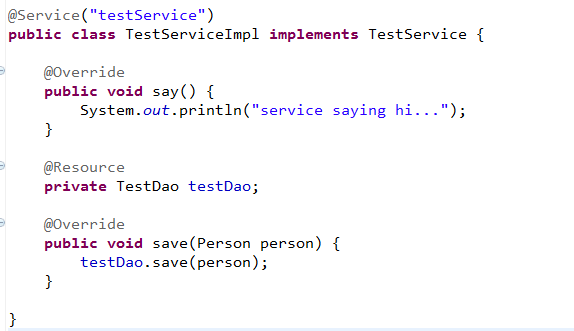 @Service("testService")
public class TestServiceImpl implements TestService {
@Override
public void say() {
System.out.println("service saying hi...");
}
@Resource
private TestDao testDao;
@Override
public void save(Person person) {
testDao.save(person);
}
}